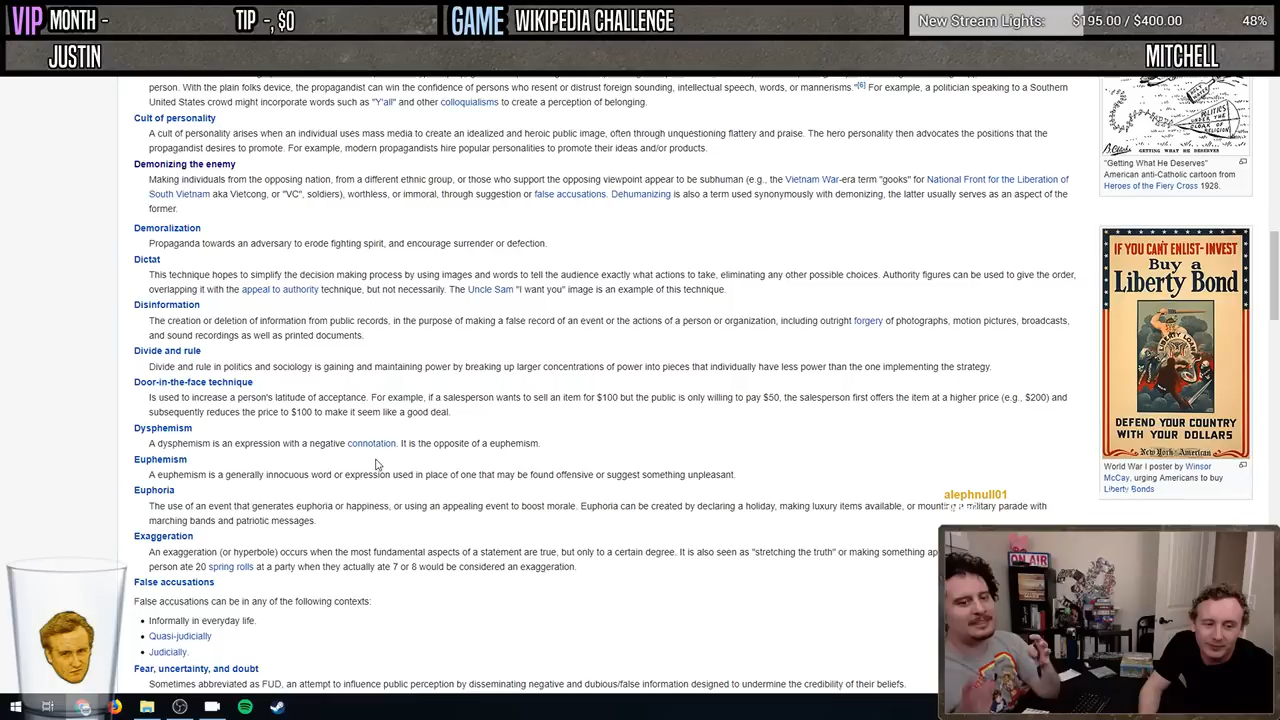 VIP MONTH -
TIP -, $0
GAME WIKIPEDIA CHALLENGE
New Stream Lights: $195.00 / $400.00 48%
JUSTIN
MITCHELL
person. With the plain folks device, the propagandist can win the confidence of persons who resent or distrust foreign sounding, intellectual speech, words, or mannerisms."[6] For example, a politician speaking to a Southern
United States crowd might incorporate words such as "Y'all" and other colloquialisms to create a perception of belonging.
Cult of personality
A cult of personality arises when an individual uses mass media to create an idealized and heroic public image, often through unquestioning flattery and praise. The hero personality then advocates the positions that the
propagandist desires to promote. For example, modern propagandists hire popular personalities to promote their ideas and/or products.
Demonizing the enemy
Making individuals from the opposing nation, from a different ethnic group, or those who support the opposing viewpoint appear to be subhuman (e.g., the Vietnam War-era term "gooks" for National Front for the Liberation of
South Vietnam aka Vietcong, or "VC", soldiers), worthless, or immoral, through suggestion or false accusations. Dehumanizing is also a term used synonymously with demonizing, the latter usually serves as an aspect of the
former.
Demoralization
Propaganda towards an adversary to erode fighting spirit, and encourage surrender or defection.
Dictat
This technique hopes to simplify the decision making process by using images and words to tell the audience exactly what actions to take, eliminating any other possible choices. Authority figures can be used to give the order,
overlapping it with the appeal to authority technique, but not necessarily. The Uncle Sam "I want you" image is an example of this technique.
Disinformation
The creation or deletion of information from public records, in the purpose of making a false record of an event or the actions of a person or organization, including outright forgery of photographs, motion pictures, broadcasts,
and sound recordings as well as printed documents.
Divide and rule
Divide and rule in politics and sociology is gaining and maintaining power by breaking up larger concentrations of power into pieces that individually have less power than the one implementing the strategy.
Door-in-the-face technique
Is used to increase a person's latitude of acceptance. For example, if a salesperson wants to sell an item for $100 but the public is only willing to pay $50, the salesperson first offers the item at a higher price (e.g., $200) and
subsequently reduces the price to $100 to make it seem like a good deal.
Dysphemism
A dysphemism is an expression with a negative connotation. It is the opposite of a euphemism.
Euphemism
A euphemism is a generally innocuous word or expression used in place of one that may be found offensive or suggest something unpleasant.
Euphoria
The use of an event that generates euphoria or happiness, or using an appealing event to boost morale. Euphoria can be created by declaring a holiday, making luxury items available, or mounting a military parade with
marching bands and patriotic messages.
Exaggeration
An exaggeration (or hyperbole) occurs when the most fundamental aspects of a statement are true, but only to a certain degree. It is also seen as "stretching the truth" or making something ap
person ate 20 spring rolls at a party when they actually ate 7 or 8 would be considered an exaggeration.
False accusations
False accusations can be in any of the following contexts:
• Informally in everyday life.
• Quasi-judicially
• Judicially.
Fear, uncertainty, and doubt
Sometimes abbreviated as FUD, an attempt to influence public perception by disseminating negative and dubious/false information designed to undermine the credibility of their beliefs.
GETTING WHAT HE DESERVES
"Getting What He Deserves"
American anti-Catholic cartoon from
Heroes of the Fiery Cross 1928.
IF YOU CAN'T ENLIST - INVEST
Buy a
Liberty Bond
DEFEND YOUR COUNTRY
WITH YOUR DOLLARS
New York American
World War I poster by Winsor
McCay, urging Americans to buy
Liberty Bonds
alephnull01
ON AIR